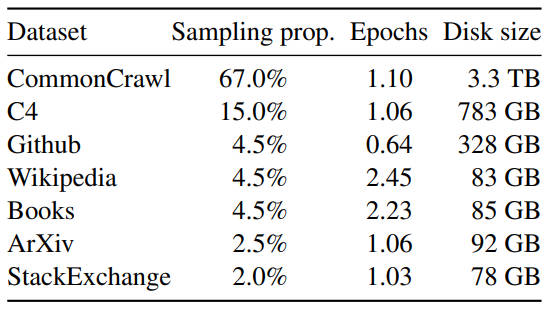 Dataset Sampling prop. Epochs Disk size
CommonCrawl 67.0% 1.10 3.3 TB
C4 15.0% 1.06 783 GB
Github 4.5% 0.64 328 GB
Wikipedia 4.5% 2.45 83 GB
Books 4.5% 2.23 85 GB
ArXiv 2.5% 1.06 92 GB
StackExchange 2.0% 1.03 78 GB